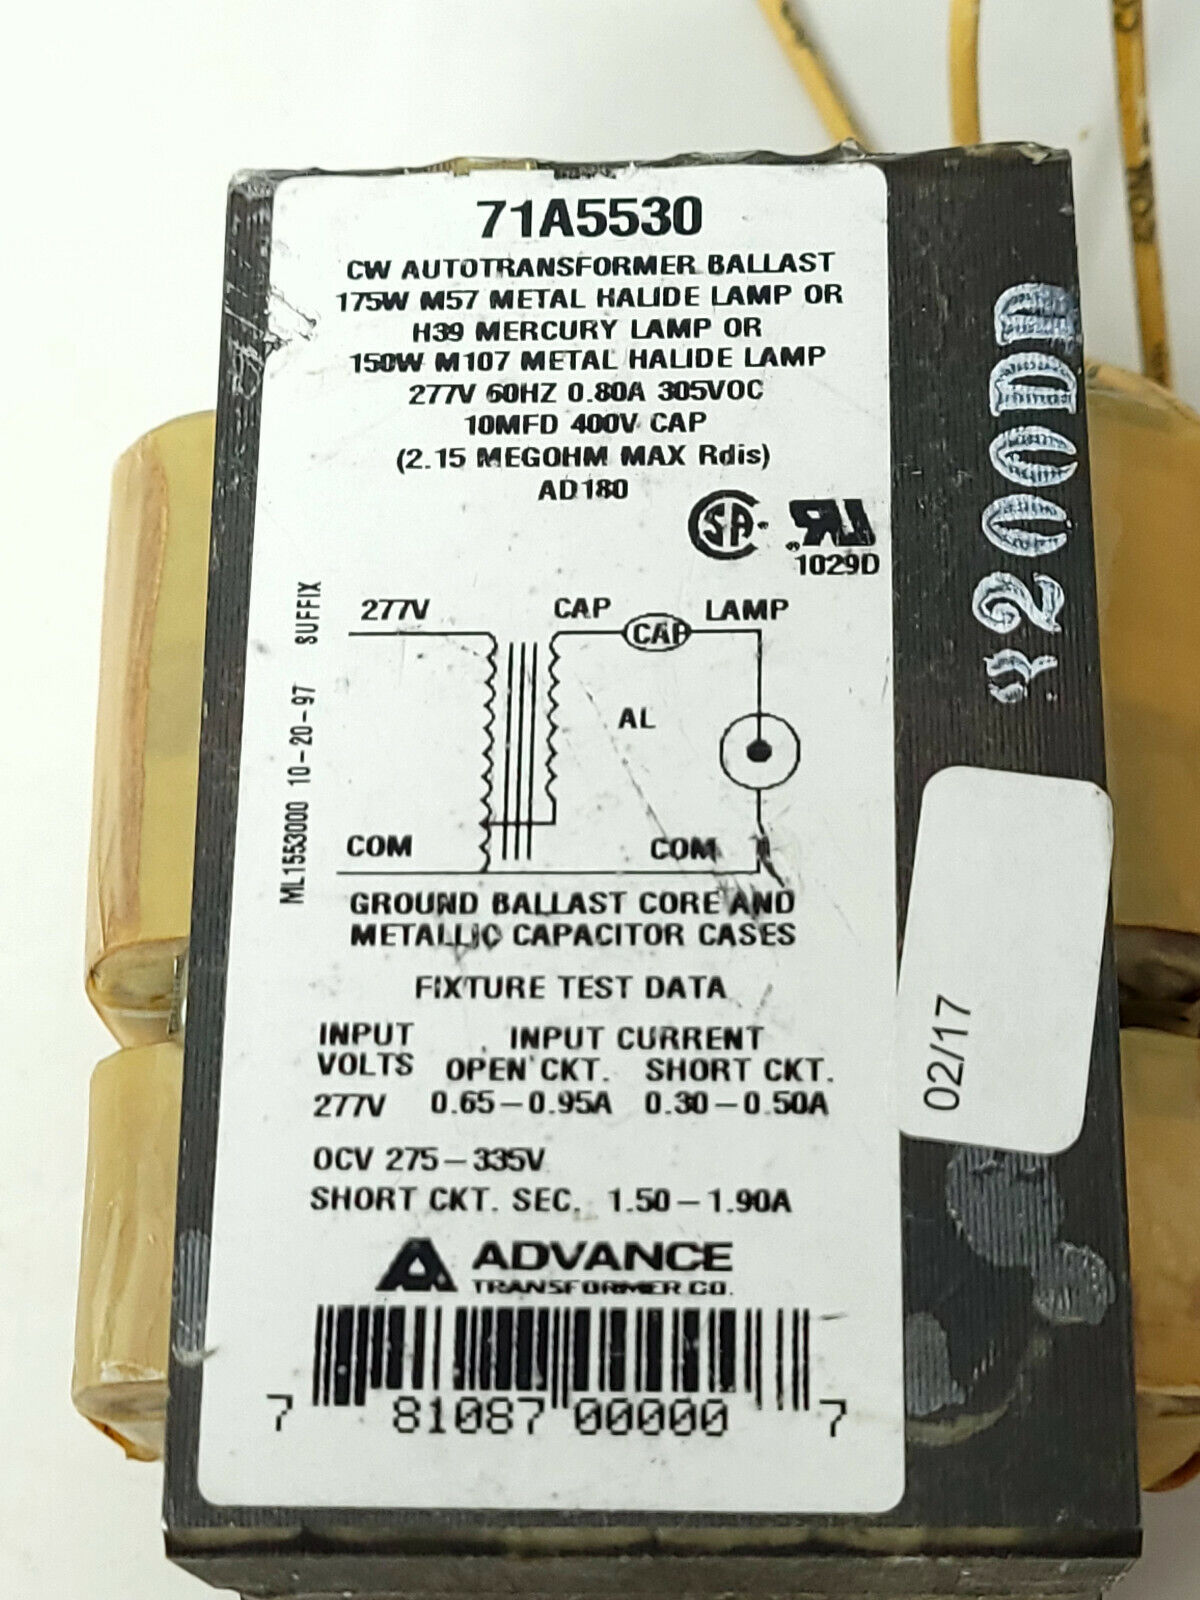 71A5530
CW AUTOTRANSFORMER BALLAST
175W M57 METAL HALIDE LAMP OR
H39 MERCURY LAMP OR
150W M107 METAL HALIDE LAMP
277V 60HZ 0.80A 305VOC
10MFD 400V CAP
(2.15 MEGOHM MAX Rdis)
AD180
SA
UR
1029D
277V CAP LAMP
CAP
AL
COM COM
ML1553000 10-20-97 SUFFIX
GROUND BALLAST CORE AND
METALLIC CAPACITOR CASES
FIXTURE TEST DATA
INPUT INPUT CURRENT
VOLTS OPEN CKT. SHORT CKT.
277V 0.65-0.95A 0.30-0.50A
OCV 275-335V
SHORT CKT. SEC. 1.50-1.90A
ADVANCE
TRANSFORMER CO.
7 81087 00000 7
200DD
02/17